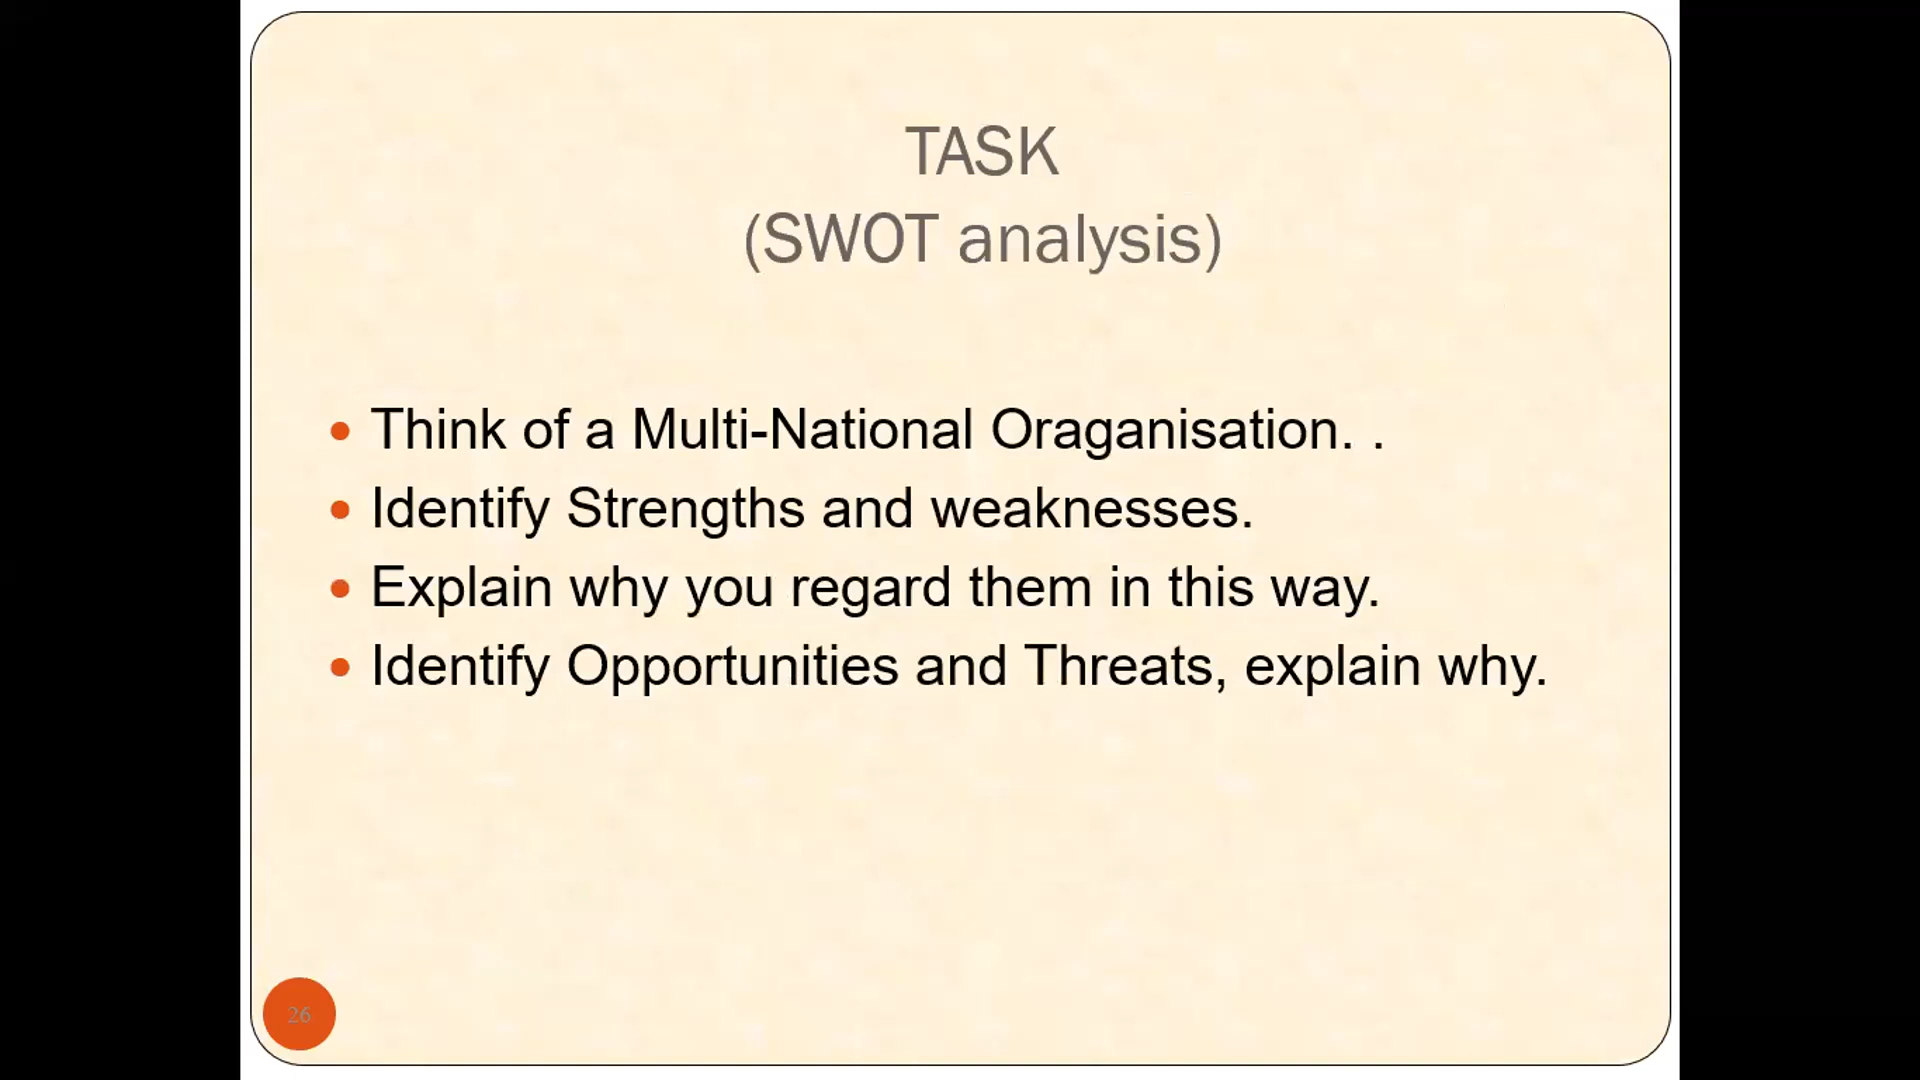 TASK
(SWOT analysis)
Think of a Multi-National Oraganisation. .
Identify Strengths and weaknesses.
Explain why you regard them in this way.
Identify Opportunities and Threats, explain why.
26